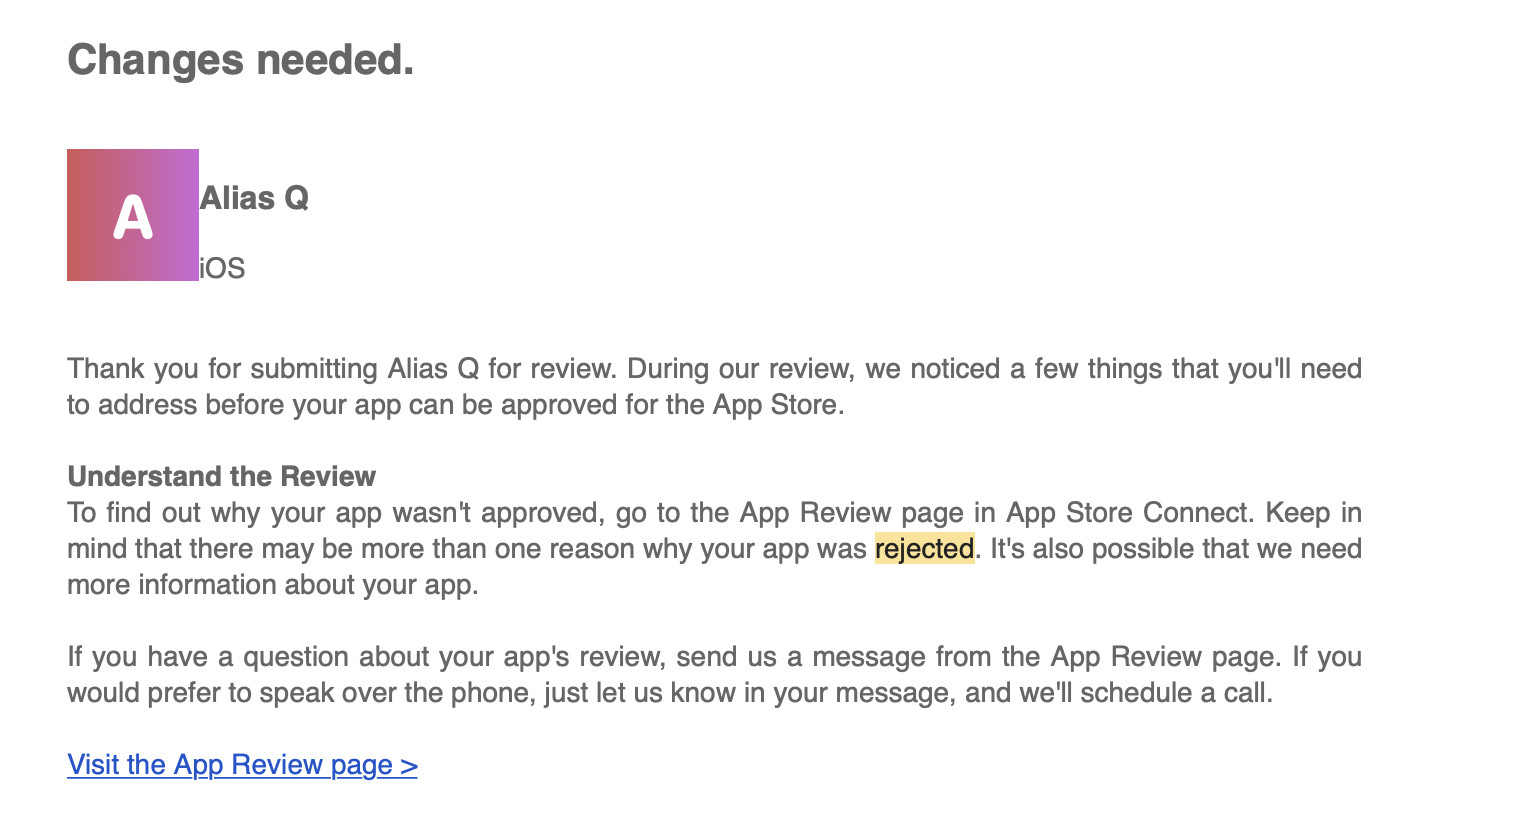 Changes needed.
A
Alias Q
iOS
Thank you for submitting Alias Q for review. During our review, we noticed a few things that you'll need
to address before your app can be approved for the App Store.
Understand the Review
To find out why your app wasn't approved, go to the App Review page in App Store Connect. Keep in
mind that there may be more than one reason why your app was rejected. It's also possible that we need
more information about your app.
If you have a question about your app's review, send us a message from the App Review page. If you
would prefer to speak over the phone, just let us know in your message, and we'll schedule a call.
Visit the App Review page >